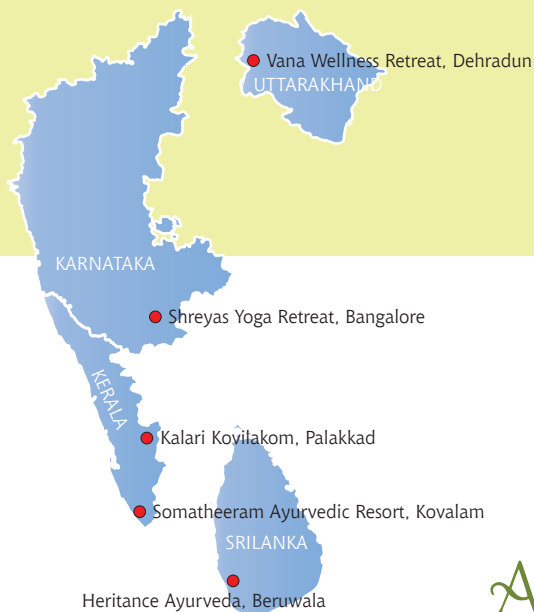 Vana Wellness Retreat, Dehradun
UTTARAKHAND
KARNATAKA
Shreyas Yoga Retreat, Bangalore
KERALA
Kalari Kovilakom, Palakkad
Somatheeram Ayurvedic Resort, Kovalam
SRILANKA
Heritance Ayurveda, Beruwala
A